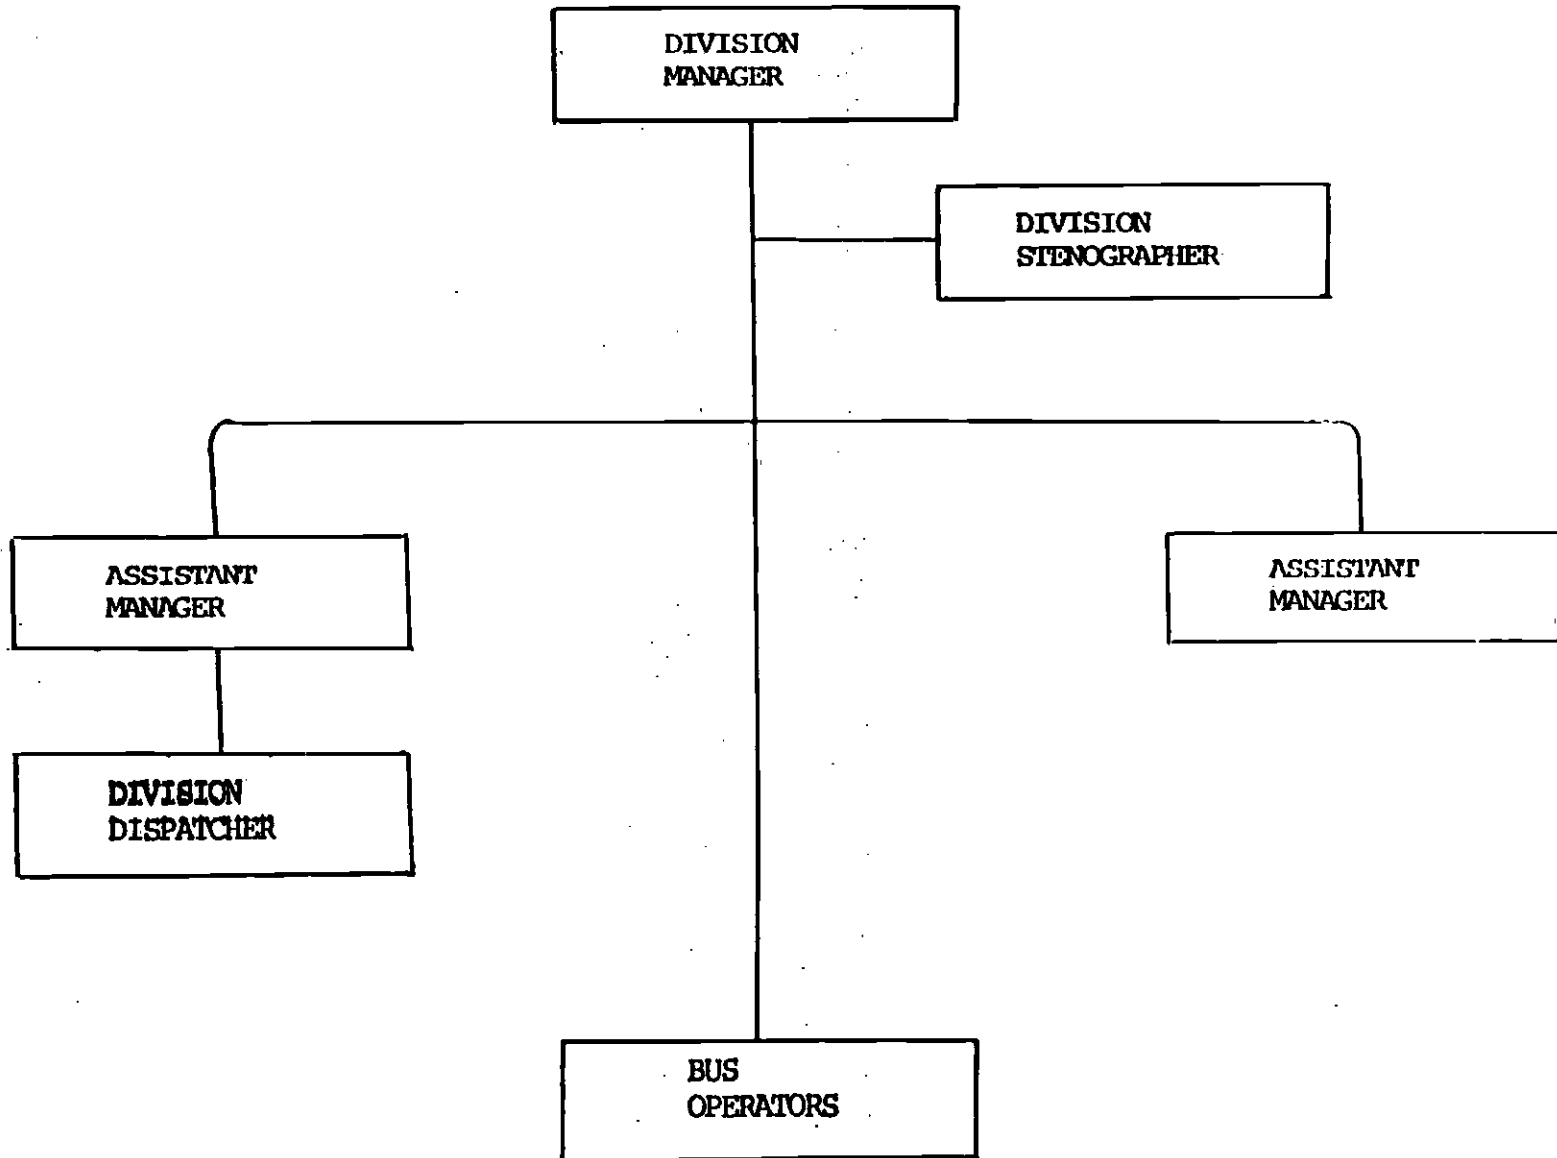 DIVISION
MANAGER
DIVISION
STENOGRAPHER
ASSISTANT
MANAGER
ASSISTANT
MANAGER
DIVISION
DISPATCHER
BUS
OPERATORS